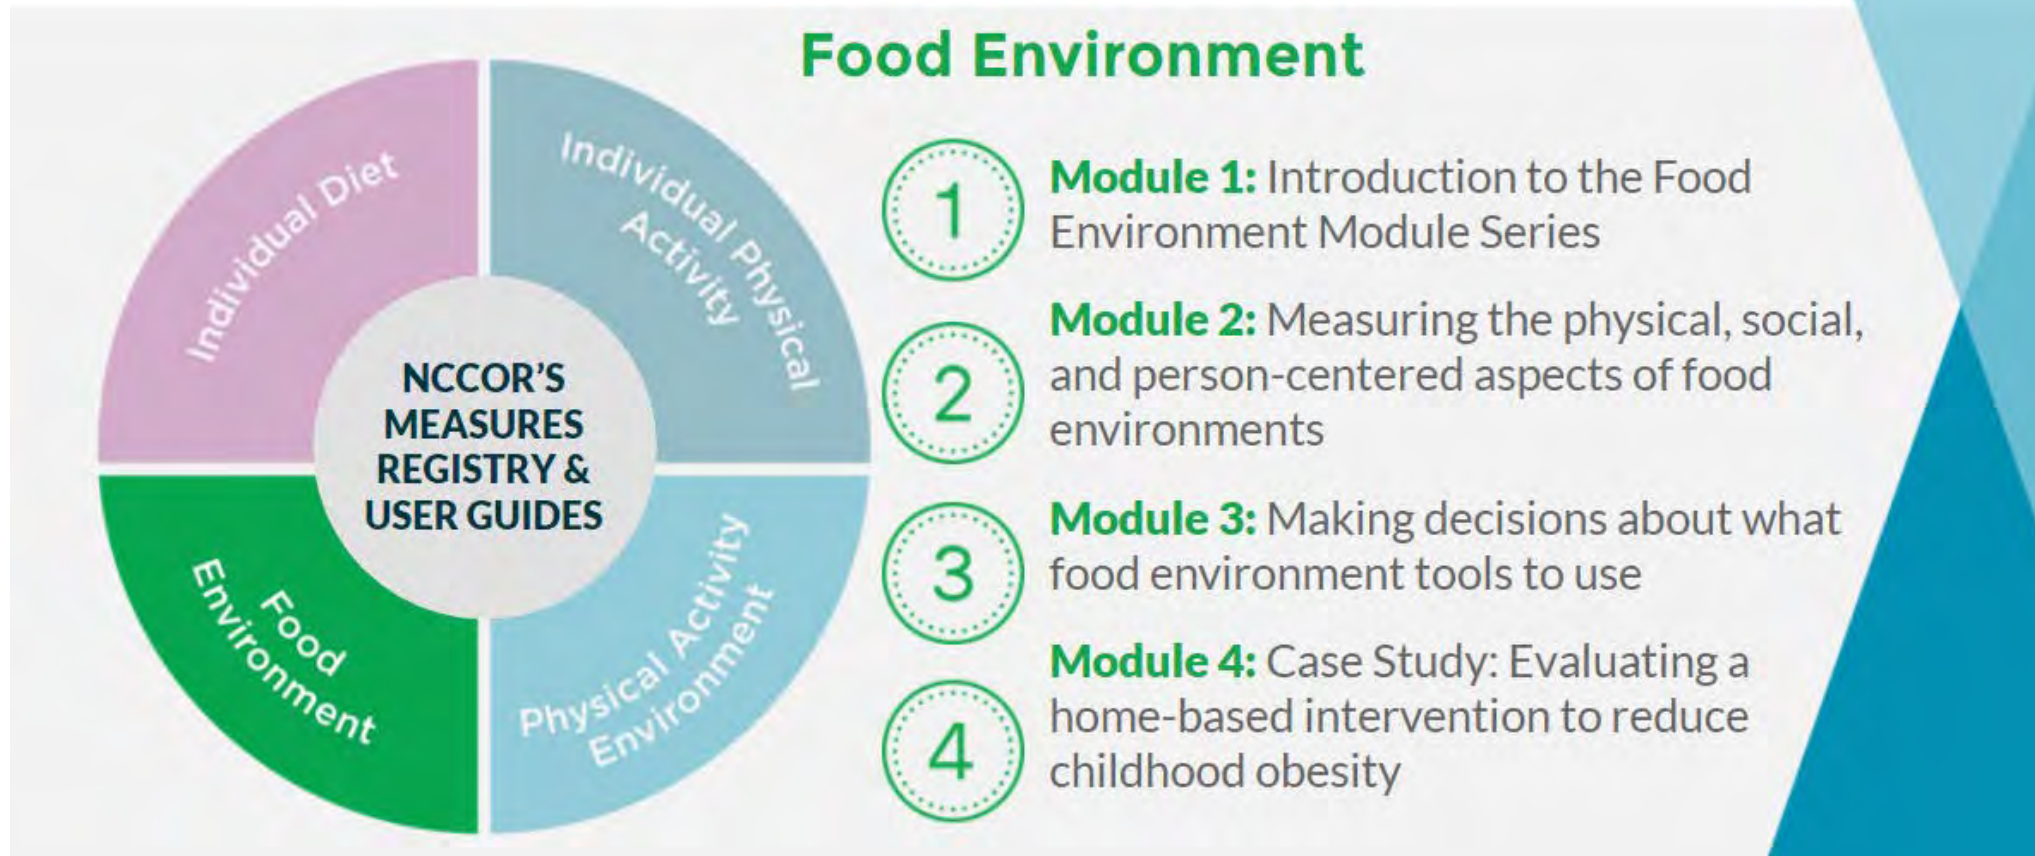 Food Environment
Individual Diet
Individual Physical
Activity
NCCOR'S
MEASURES
REGISTRY &
USER GUIDES
Food
Environment
Physical Activity
Environment
1
Module 1: Introduction to the Food
Environment Module Series
2
Module 2: Measuring the physical, social,
and person-centered aspects of food
environments
3
Module 3: Making decisions about what
food environment tools to use
4
Module 4: Case Study: Evaluating a
home-based intervention to reduce
childhood obesity